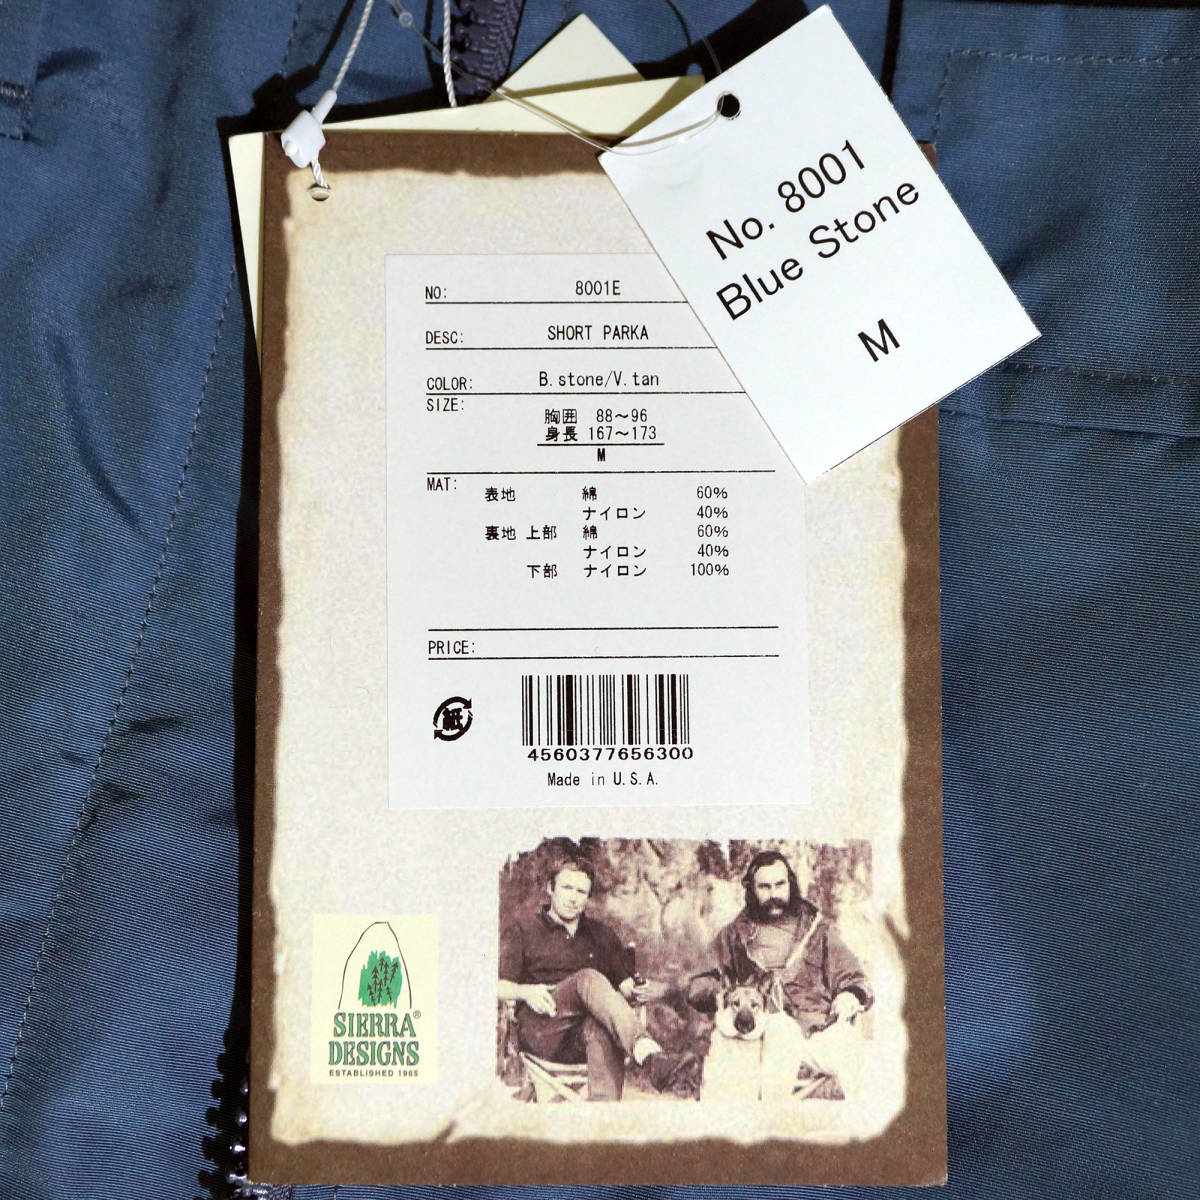 No. 8001
Blue Stone
M
NO: 8001E
DESC: SHORT PARKA
COLOR: B.stone/V.tan
SIZE:
胸囲 88～96
身長 167～173
M
MAT:
表地 綿 60%
ナイロン 40%
裏地 上部 綿 60%
ナイロン 40%
下部 ナイロン 100%
PRICE:
紙
4560377656300
Made in U.S.A.
SIERRA®
DESIGNS
ESTABLISHED 1965